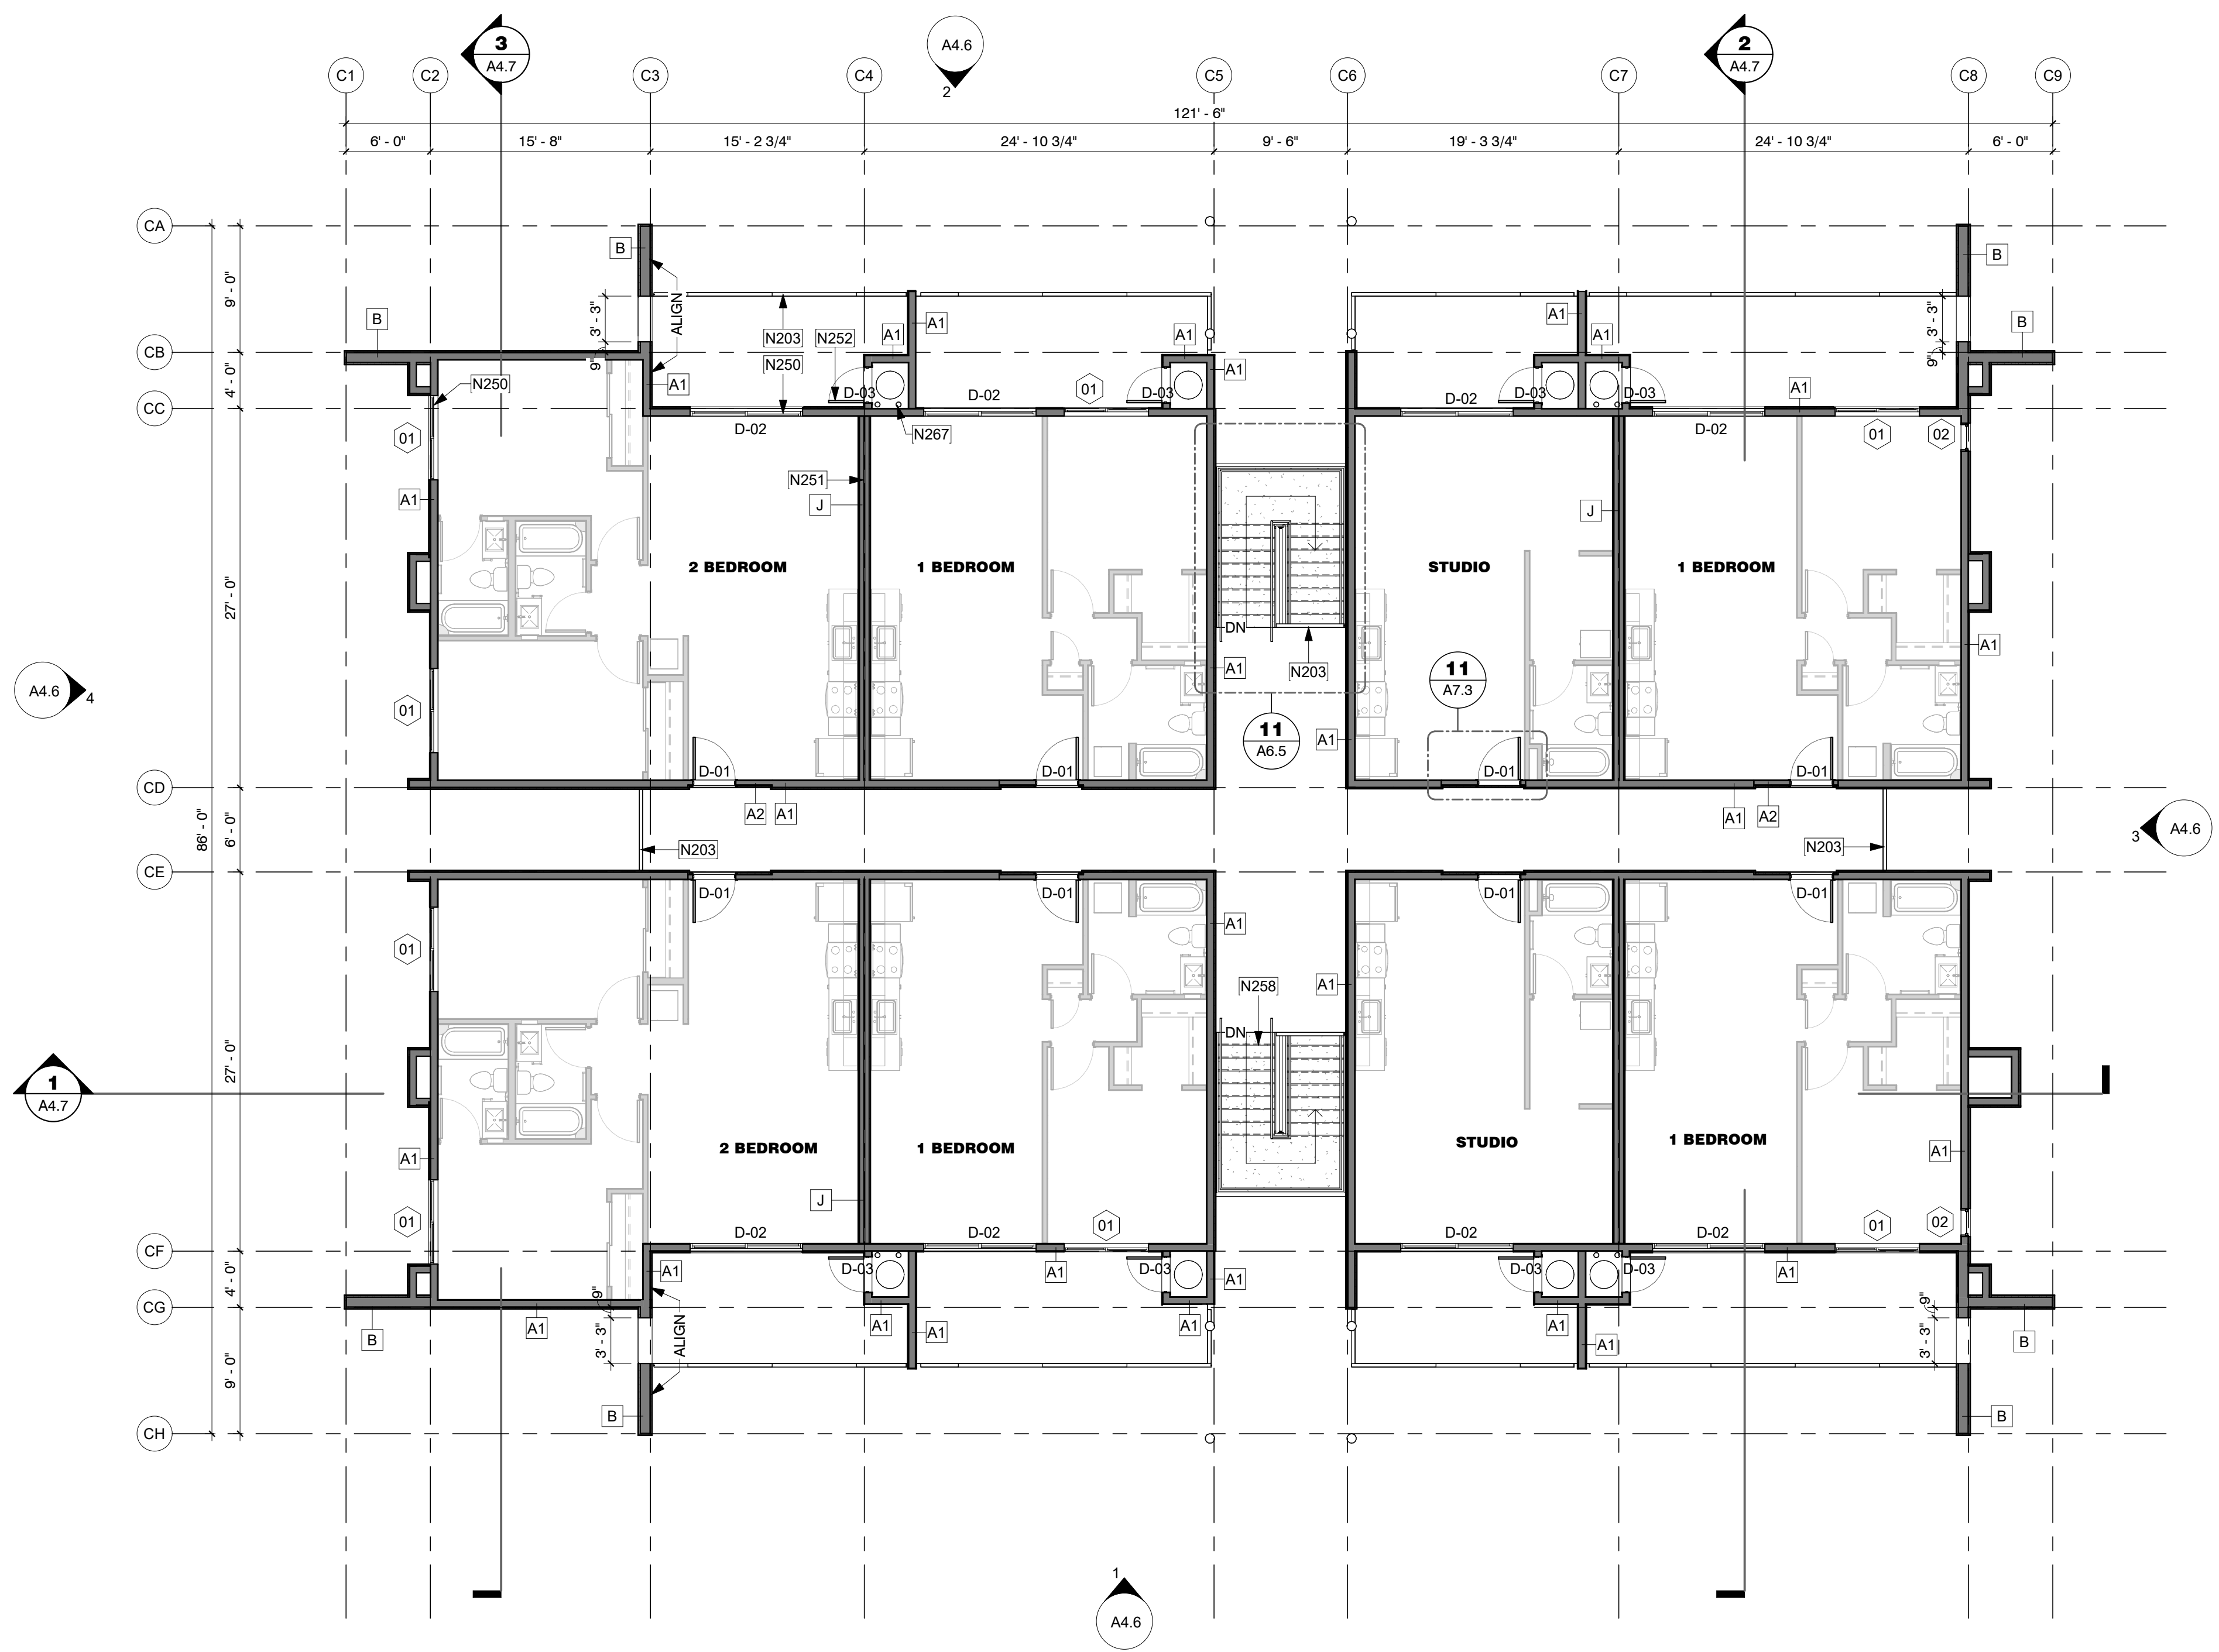 3
A4.7
A4.6
2
2
A4.7
C1
C2
C3
C4
C5
C6
C7
C8
C9
121' - 6"
6' - 0"
15' - 8"
15' - 2 3/4"
24' - 10 3/4"
9' - 6"
19' - 3 3/4"
24' - 10 3/4"
6' - 0"
CA
B
B
9' - 0"
3' - 3"
ALIGN
3' - 3"
B
N203
N252
A1
A1
A1
A1
A1
B
CB
9"
N250
A1
9"
4' - 0"
N250
A1
D-03
D-02
01
D-03
D-02
D-03
D-03
A1
CC
01
D-02
N267
D-02
01
02
A1
N251
J
J
2 BEDROOM
1 BEDROOM
STUDIO
1 BEDROOM
27' - 0"
DN
A1
N203
A1
11
A7.3
A4.6
4
01
11
A6.5
A1
D-01
D-01
D-01
D-01
CD
A2
A1
A1
A2
86' - 0"
6' - 0"
N203
N203
3
A4.6
CE
D-01
D-01
D-01
D-01
01
A1
N258
A1
DN
27' - 0"
1
A4.7
2 BEDROOM
1 BEDROOM
STUDIO
1 BEDROOM
A1
A1
J
01
D-02
D-02
01
D-02
D-02
01
02
CF
A1
D-03
A1
D-03
A1
D-03
D-03
A1
4' - 0"
9"
9"
CG
B
A1
A1
A1
A1
A1
A1
B
3' - 3"
ALIGN
3' - 3"
9' - 0"
B
B
CH
1
A4.6